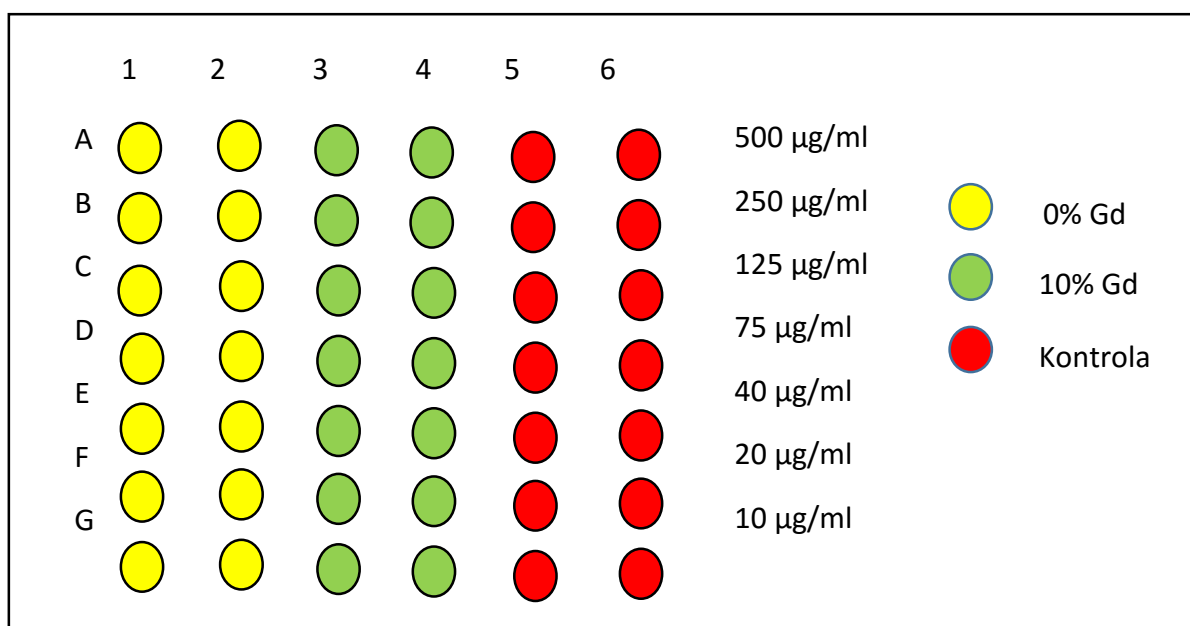 1 2 3 4 5 6
A 500 µg/ml
B 250 µg/ml
C 125 µg/ml
D 75 µg/ml
E 40 µg/ml
F 20 µg/ml
G 10 µg/ml
0% Gd
10% Gd
Kontrola